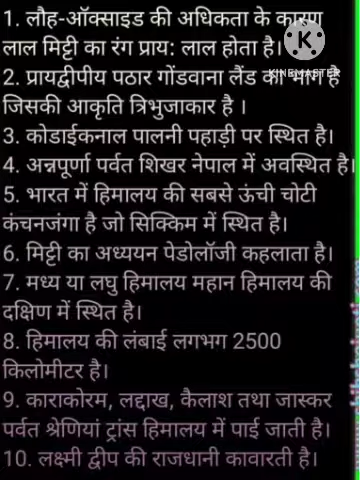 1. लौह-ऑक्साइड की अधिकता के कारण
लाल मिट्टी का रंग प्राय: लाल होता है।
KINEMASTER
2. प्रायद्वीपीय पठार गोंडवाना लैंड का भाग है
जिसकी आकृति त्रिभुजाकार है ।
3. कोडाईकनाल पालनी पहाड़ी पर स्थित है।
4. अन्नपूर्णा पर्वत शिखर नेपाल में अवस्थित है।
5. भारत में हिमालय की सबसे ऊंची चोटी
कंचनजंगा है जो सिक्किम में स्थित है।
6. मिट्टी का अध्ययन पेडोलॉजी कहलाता है।
7. मध्य या लघु हिमालय महान हिमालय की
दक्षिण में स्थित है।
8. हिमालय की लंबाई लगभग 2500
किलोमीटर है।
9. काराकोरम, लद्दाख, कैलाश तथा जास्कर
पर्वत श्रेणियां ट्रांस हिमालय में पाई जाती है।
10. लक्ष्मी द्वीप की राजधानी कावारती है।